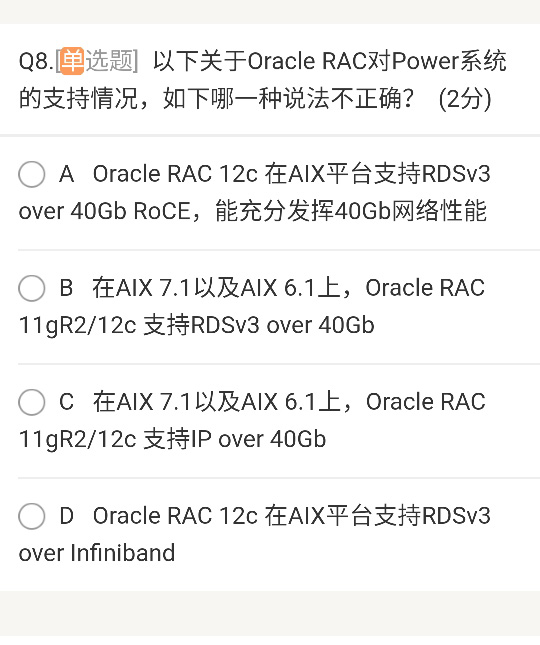 Q8.[单选题] 以下关于Oracle RAC对Power系统
的支持情况，如下哪一种说法不正确？ (2分)
A Oracle RAC 12c 在AIX平台支持RDSv3
over 40Gb RoCE，能充分发挥40Gb网络性能
B 在AIX 7.1以及AIX 6.1上，Oracle RAC
11gR2/12c 支持RDSv3 over 40Gb
C 在AIX 7.1以及AIX 6.1上，Oracle RAC
11gR2/12c 支持IP over 40Gb
D Oracle RAC 12c 在AIX平台支持RDSv3
over Infiniband